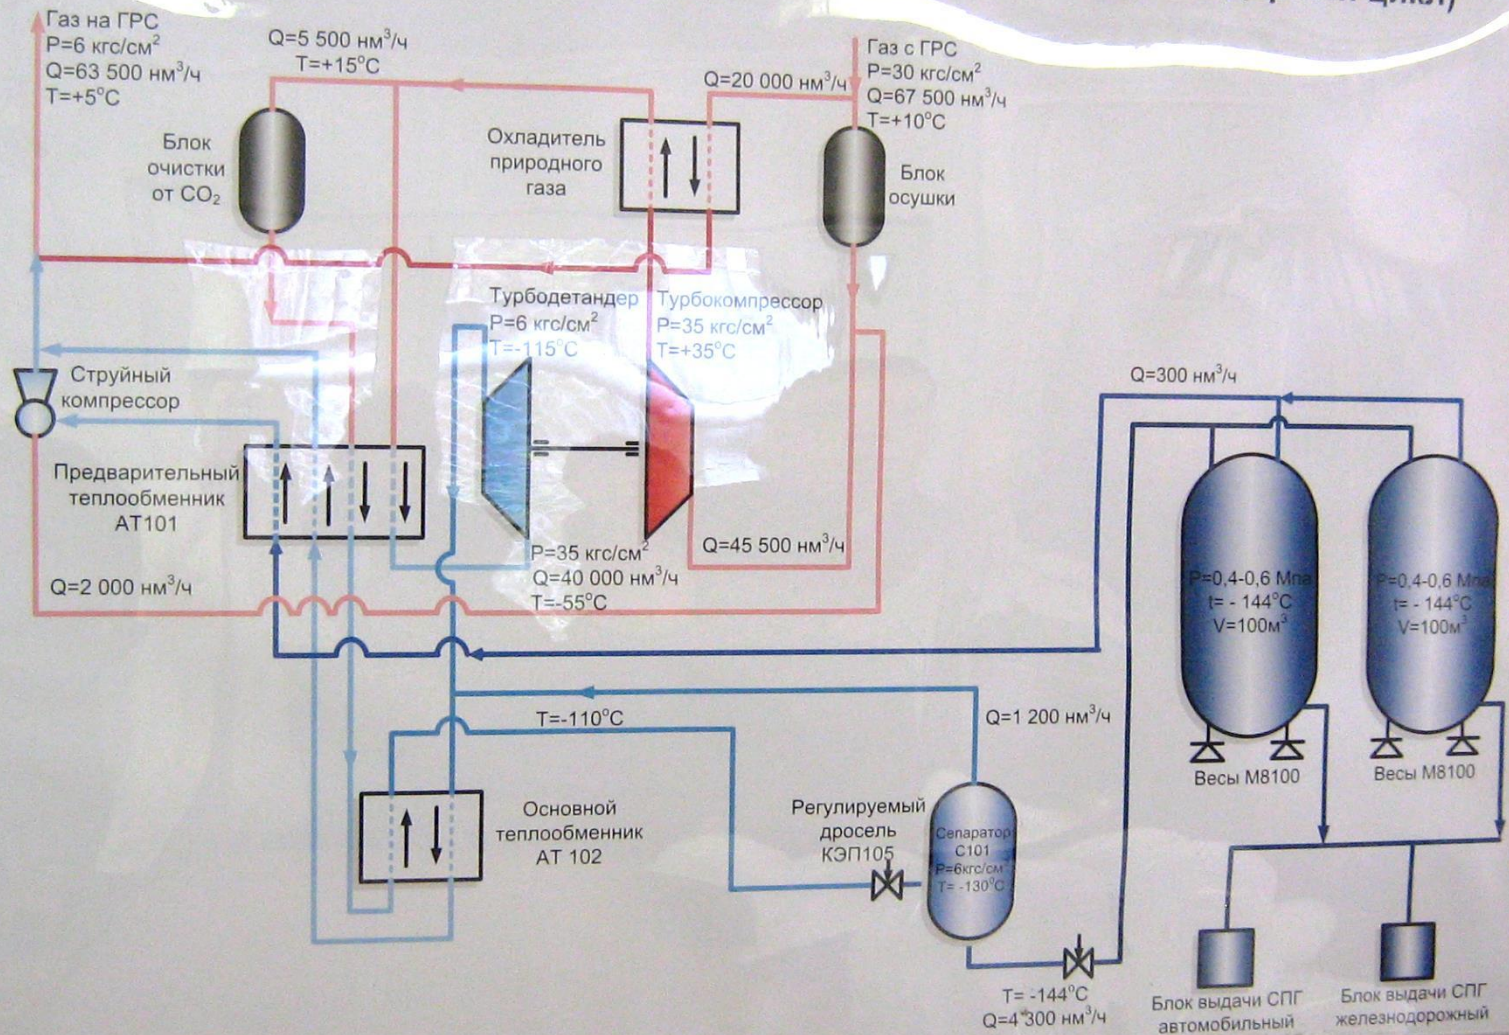 ЦИКЛ)
Газ на ГРС
P=6 кгс/см²
Q=63 500 нм³/ч
T=+5°C
Q=5 500 нм³/ч
T=+15°C
Q=20 000 нм³/ч
Газ с ГРС
P=30 кгс/см²
Q=67 500 нм³/ч
T=+10°C
Блок
очистки
от CO₂
Охладитель
природного
газа
Блок
осушки
Турбодетандер
P=6 кгс/см²
T=-115°C
Турбокомпрессор
P=35 кгс/см²
T=+35°C
Струйный
компрессор
Q=300 нм³/ч
Предварительный
теплообменник
АТ101
P=35 кгс/см²
Q=40 000 нм³/ч
T=-55°C
Q=45 500 нм³/ч
Q=2 000 нм³/ч
P=0,4-0,6 Мпа
t= - 144°C
V=100м³
P=0,4-0,6 Мпа
t= - 144°C
V=100м³
T=-110°C
Q=1 200 нм³/ч
Весы М8100
Весы М8100
Основной
теплообменник
АТ 102
Регулируемый
дросель
КЭП105
Сепаратор
С101
P=6кгс/см
T= -130°C
T= -144°C
Q=4 300 нм³/ч
Блок выдачи СПГ
автомобильный
Блок выдачи СПГ
железнодорожный